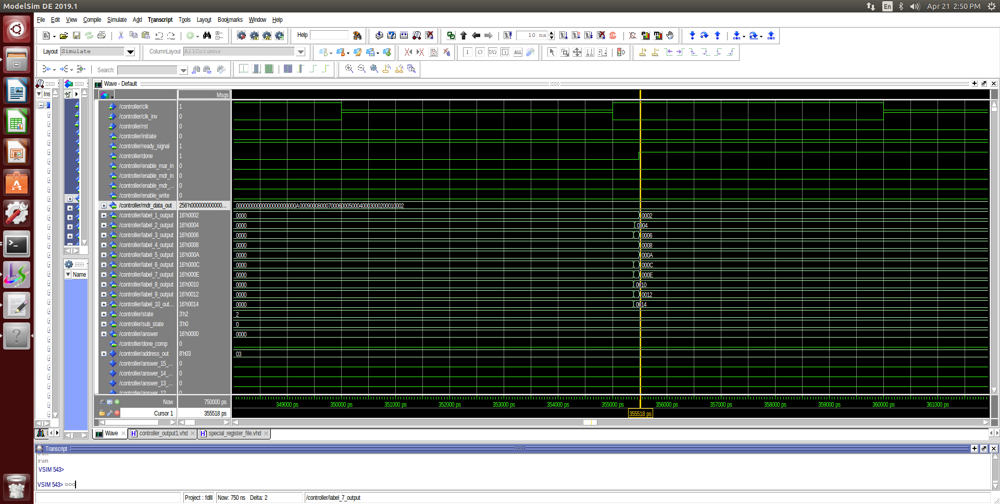 ModelSim DE 2019.1
En
Apr 21 2:50 PM
File Edit View Compile Simulate Add Transcript Tools Layout Bookmarks Window Help
Help
10 ns
Layout Simulate
ColumnLayout AllColumns
Search:
Wave - Default
Ins
Msgs
/controller/clk 1
/controller/clk_inv 0
/controller/rst 0
/controller/initiate 0
/controller/ready_signal 1
/controller/done 1
/controller/enable_mar_in 0
/controller/enable_mdr_in 0
/controller/enable_mdr_... 0
/controller/enable_write 0
/controller/mdr_data_out 256'h000000000000... 000000000000000000000000A000900080007000600050004000300020001 0002
/controller/label_1_output 16'h0002 0000 0002
/controller/label_2_output 16'h0004 0000 0004
/controller/label_3_output 16'h0006 0000 0006
/controller/label_4_output 16'h0008 0000 0008
/controller/label_5_output 16'h000A 0000 000A
/controller/label_6_output 16'h000C 0000 000C
/controller/label_7_output 16'h000E 0000 000E
/controller/label_8_output 16'h0010 0000 0010
/controller/label_9_output 16'h0012 0000 0012
/controller/label_10_out... 16'h0014 0000 0014
/controller/state 3'h2 2
/controller/sub_state 3'h0 0
/controller/answer 16'h0000 0000
/controller/done_comp 0
/controller/address_out 8'h03 03
/controller/answer_15_... 0
/controller/answer_14_... 0
/controller/answer_13_... 0
/controller/answer_12 0
Name
Now 750000 ps
349000 ps 350000 ps 351000 ps 352000 ps 353000 ps 354000 ps 355000 ps 356000 ps 357000 ps 358000 ps 359000 ps 360000 ps 361000 ps
Cursor 1 355518 ps
355518 ps
Wave controller_output1.vhd special_register_file.vhd
Transcript
run
VSIM 543>
VSIM 543> ooo
Project : fdlll Now: 750 ns Delta: 2 /controller/label_7_output